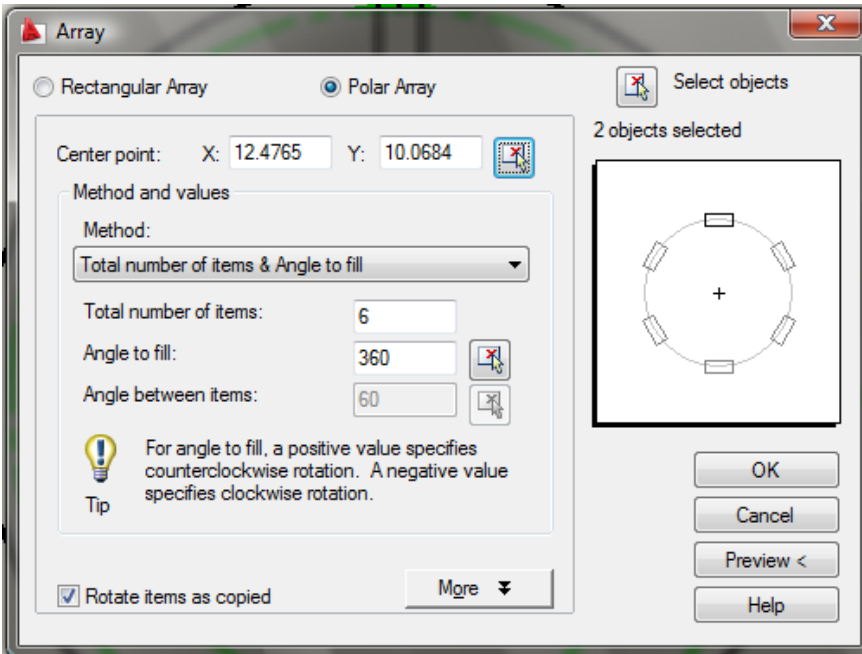 Array
Rectangular Array
Polar Array
Select objects
2 objects selected
Center point: X: 12.4765 Y: 10.0684
Method and values
Method:
Total number of items & Angle to fill
Total number of items: 6
Angle to fill: 360
Angle between items: 60
For angle to fill, a positive value specifies
counterclockwise rotation. A negative value
specifies clockwise rotation.
Tip
Rotate items as copied
More
OK
Cancel
Preview <
Help